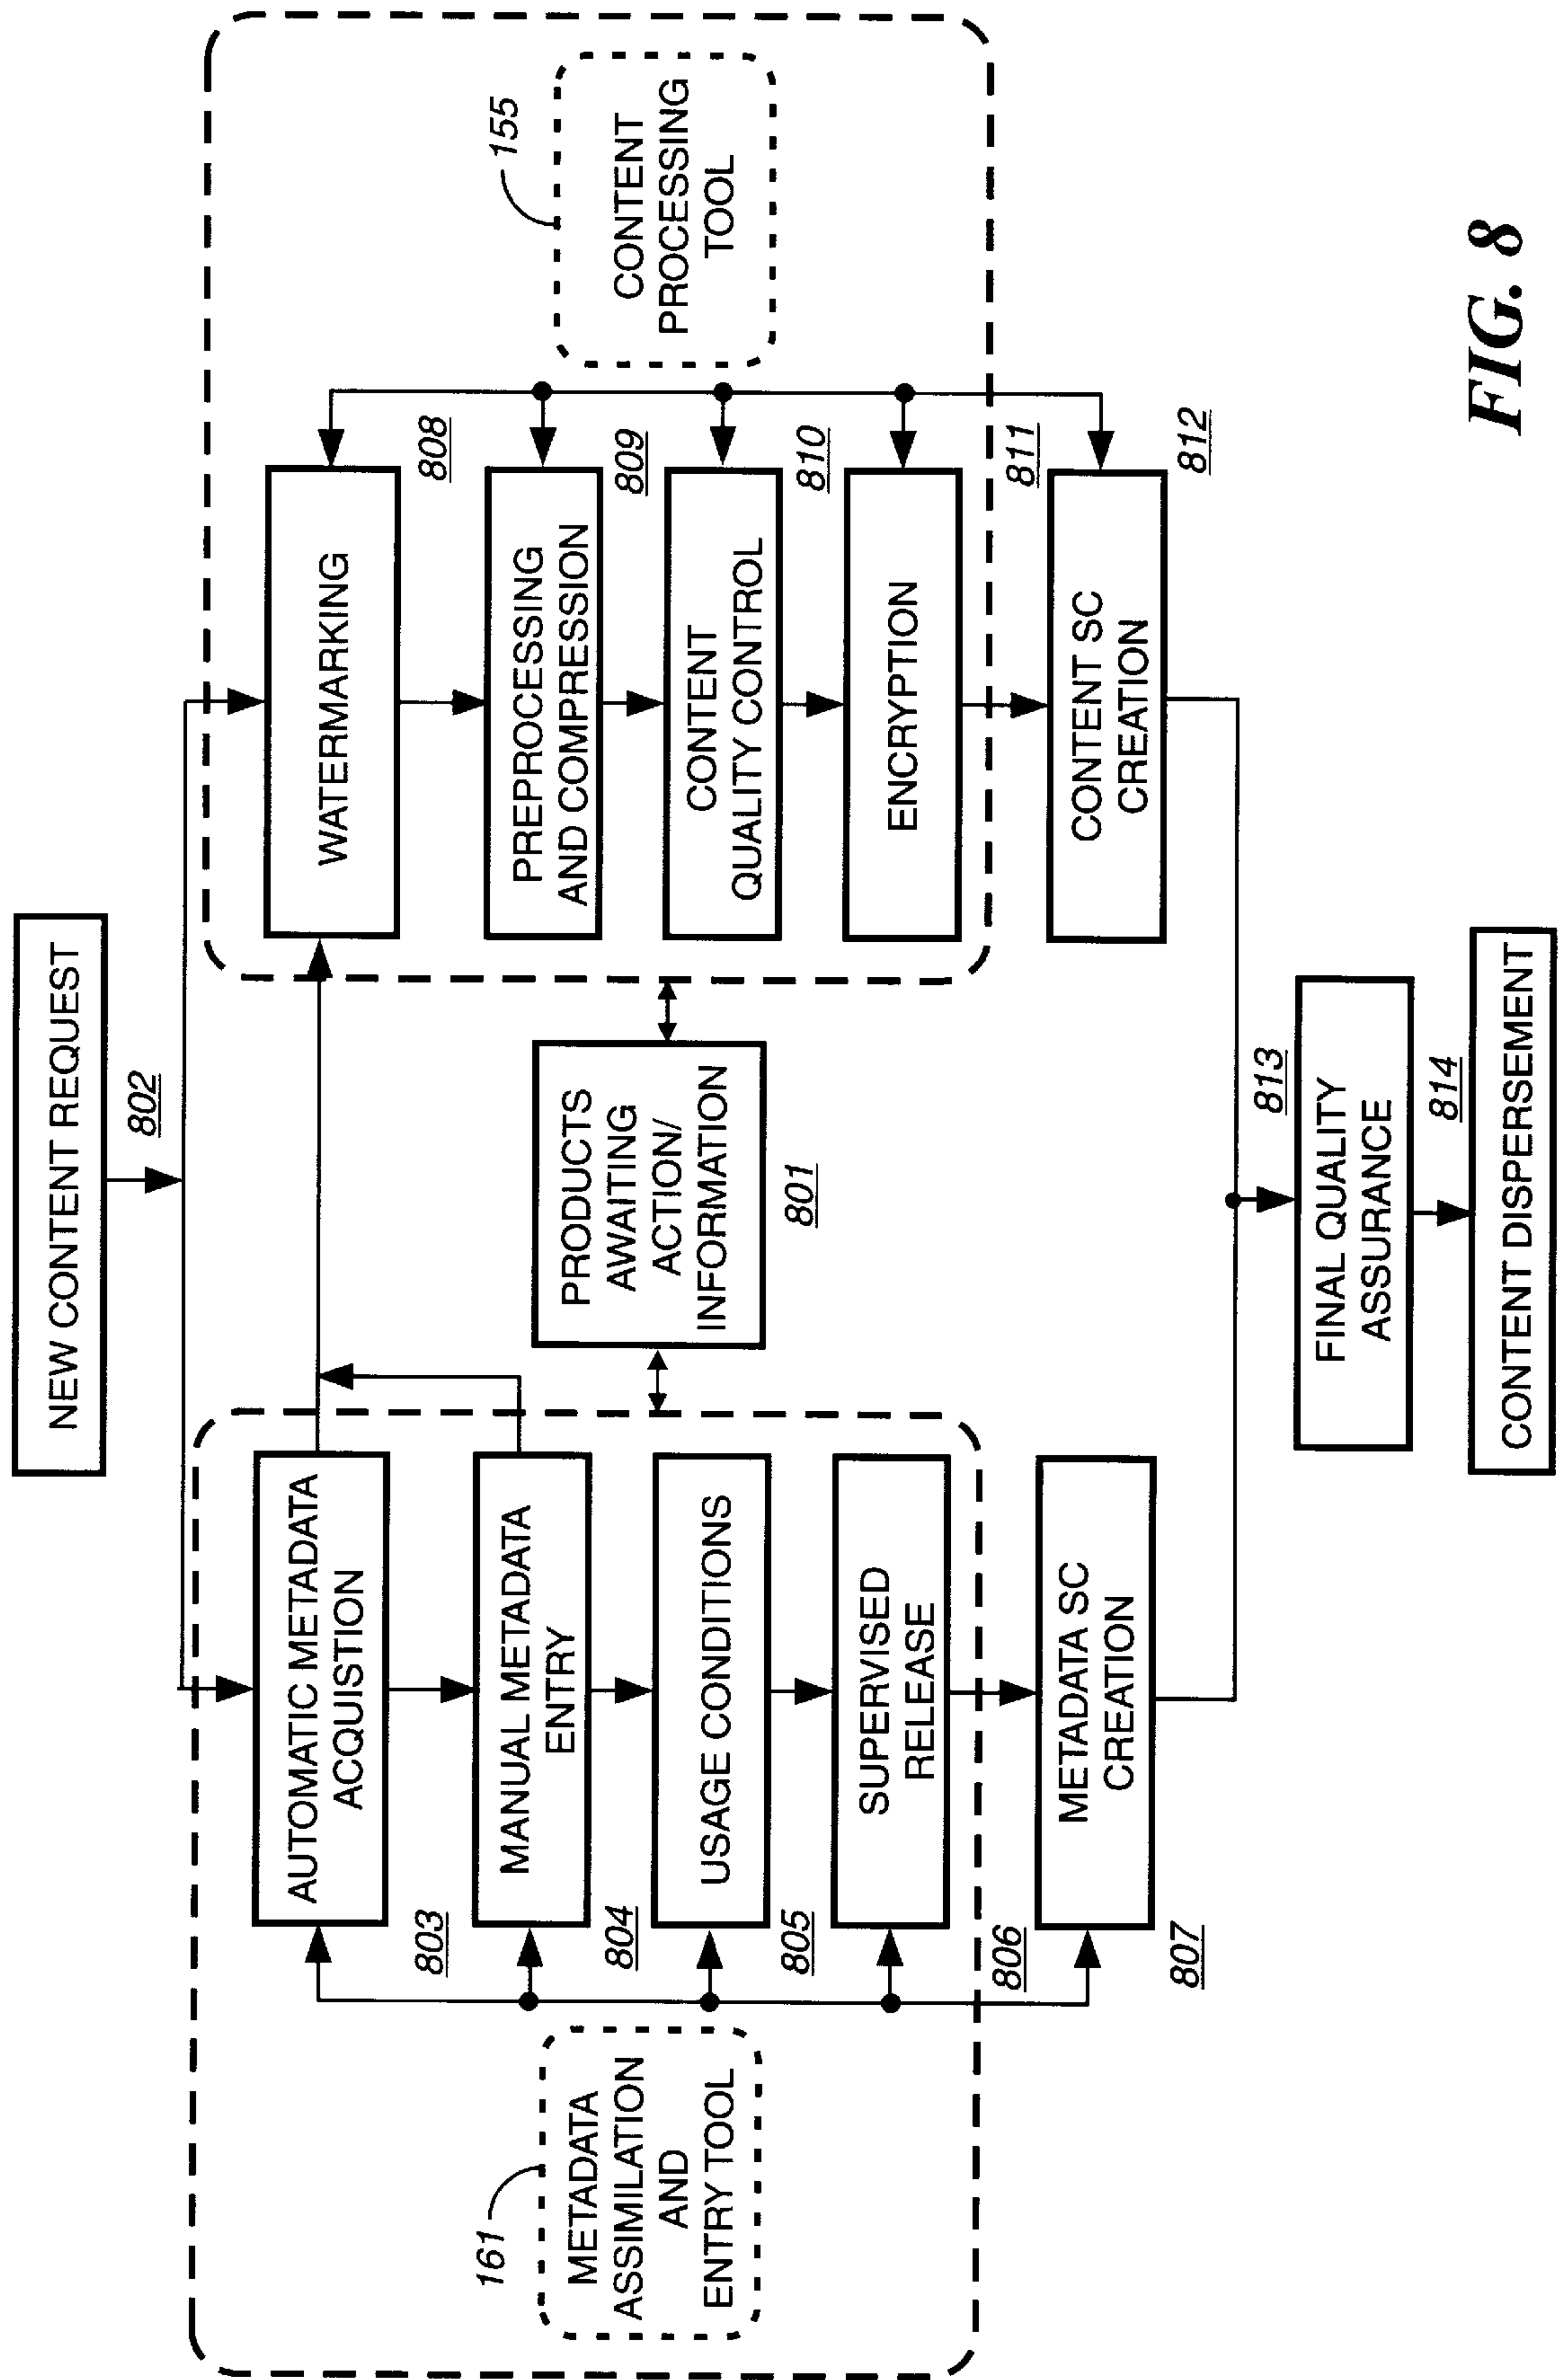 NEW CONTENT REQUEST
802
161
METADATA
ASSIMILATION
AND
ENTRY TOOL
AUTOMATIC METADATA
ACQUISTION
803
MANUAL METADATA
ENTRY
804
USAGE CONDITIONS
805
SUPERVISED
RELEASE
806
METADATA SC
CREATION
807
PRODUCTS
AWAITING
ACTION/
INFORMATION
801
WATERMARKING
808
PREPROCESSING
AND COMPRESSION
809
CONTENT
QUALITY CONTROL
810
ENCRYPTION
811
CONTENT SC
CREATION
812
155
CONTENT
PROCESSING
TOOL
FINAL QUALITY
ASSURANCE
813
CONTENT DISPERSEMENT
814
FIG. 8